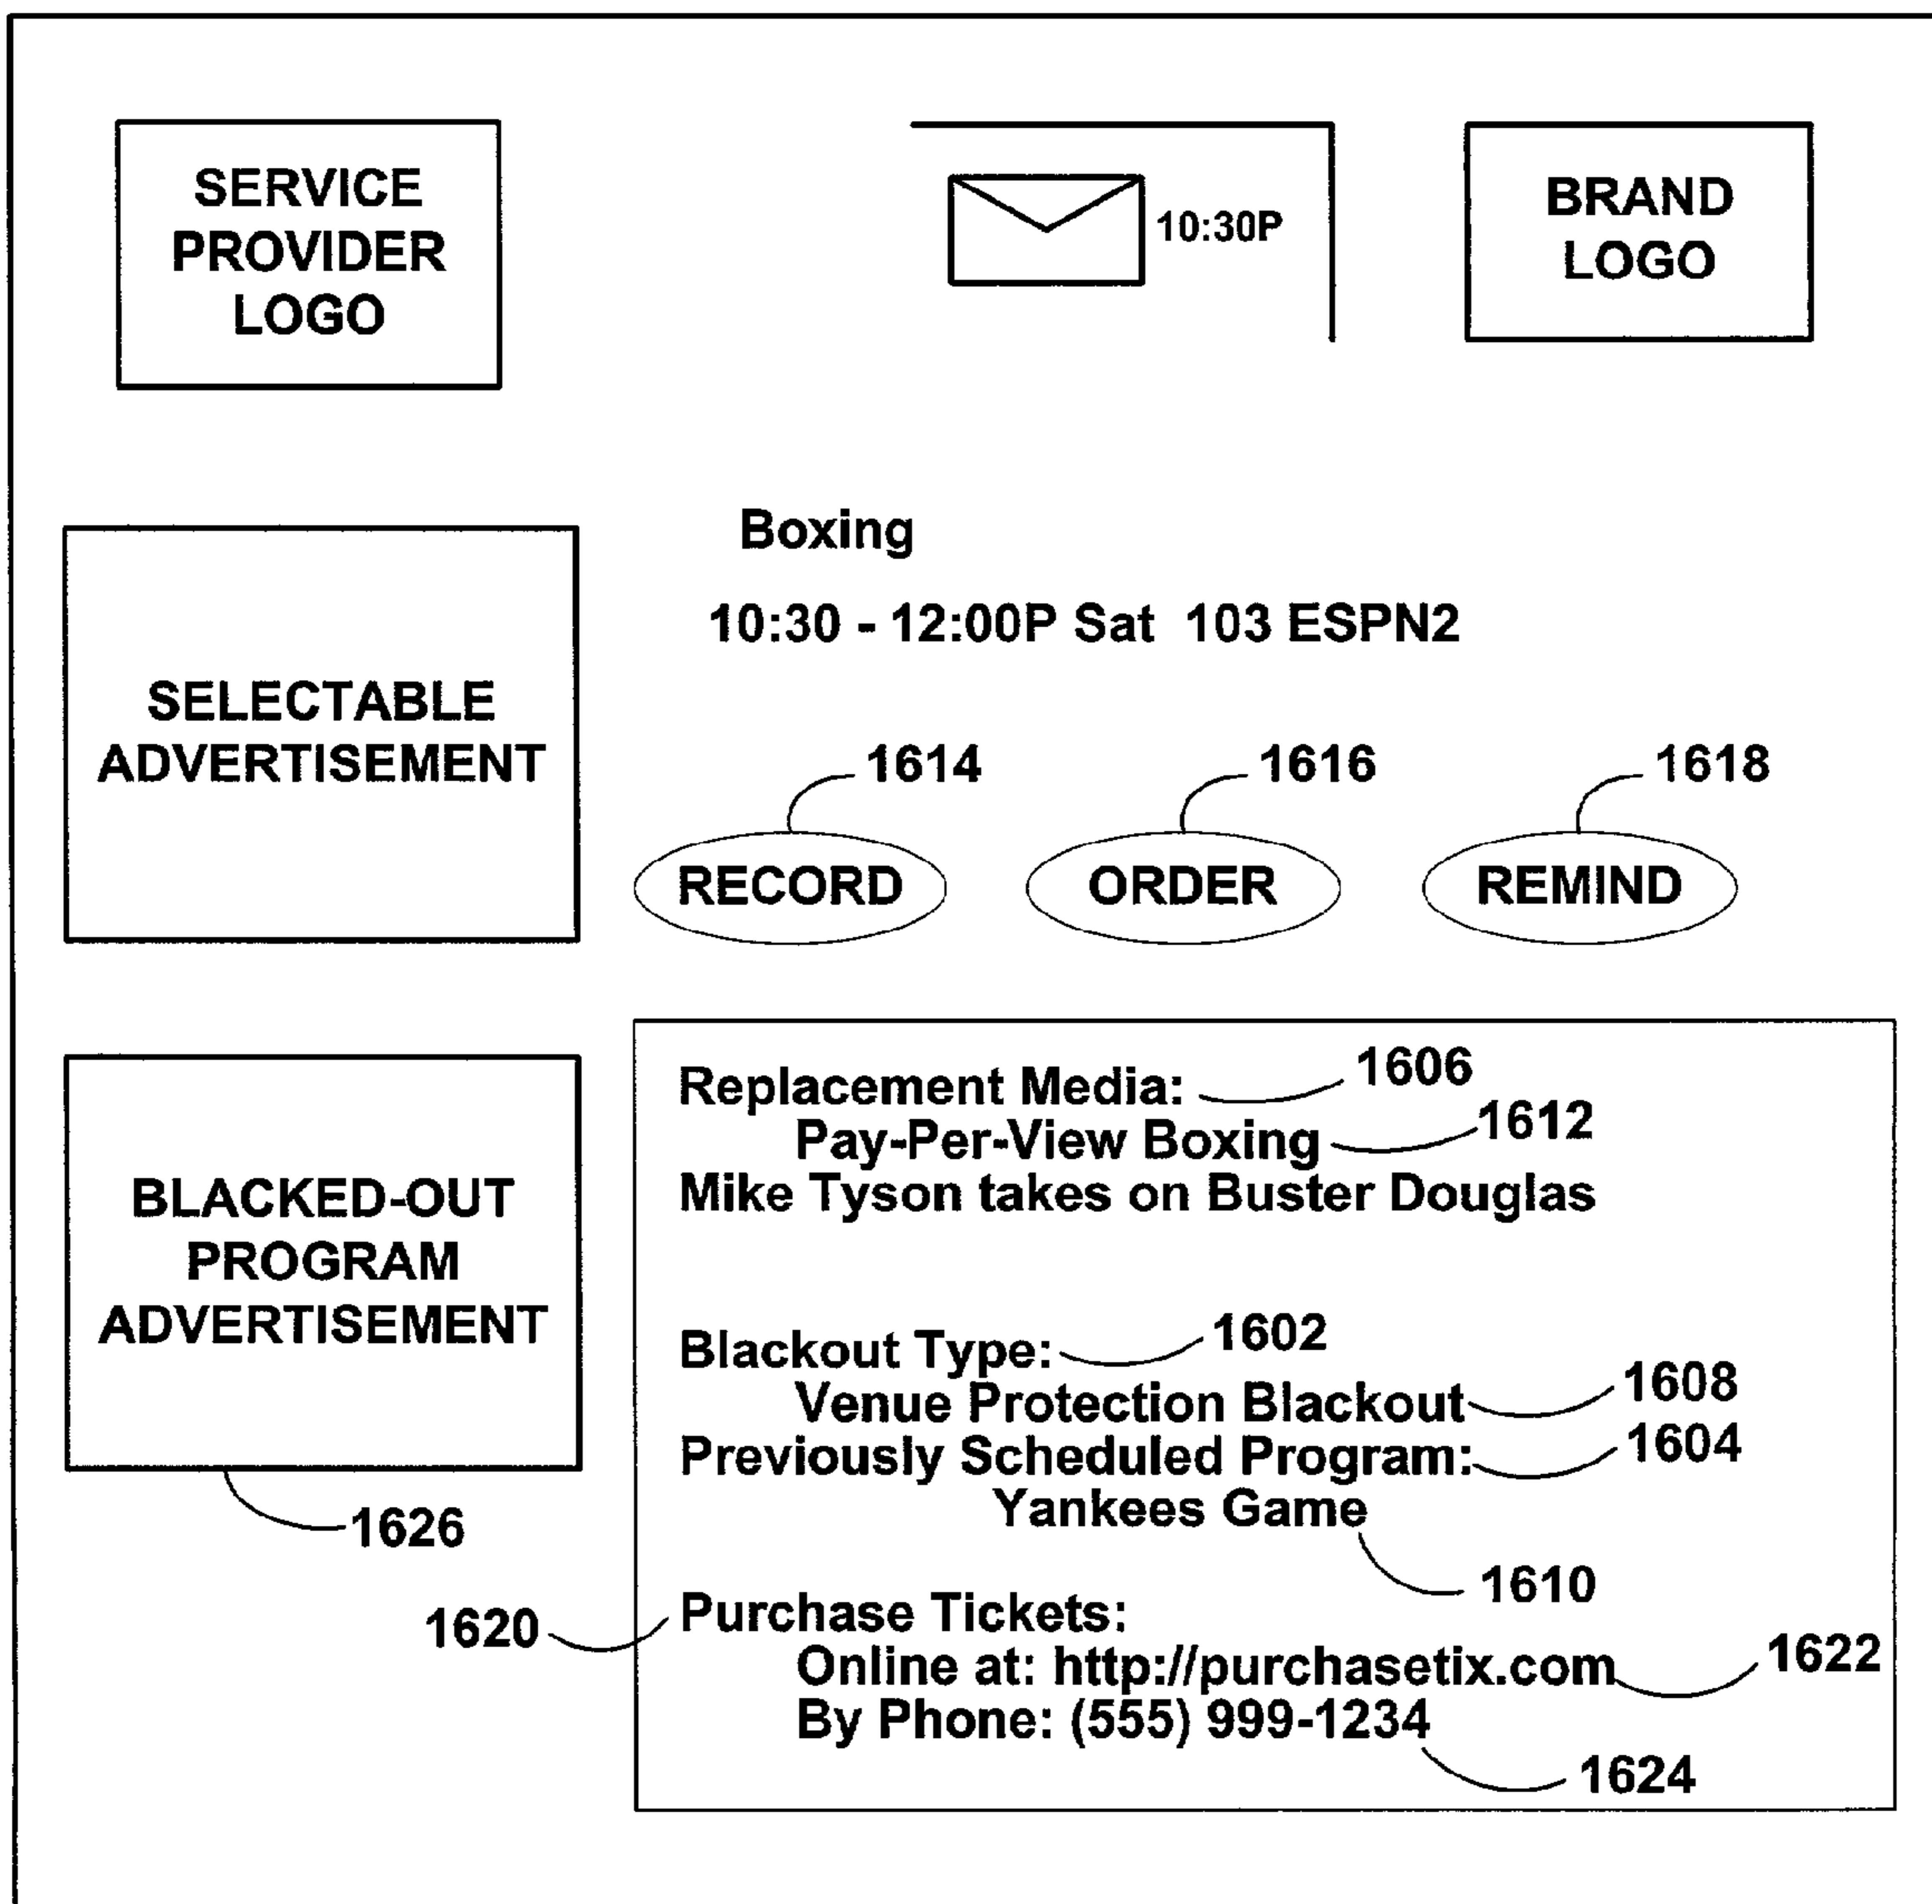 SERVICE
PROVIDER
LOGO
10:30P
BRAND
LOGO
Boxing
10:30 - 12:00P Sat 103 ESPN2
SELECTABLE
ADVERTISEMENT
1614
1616
1618
RECORD
ORDER
REMIND
BLACKED-OUT
PROGRAM
ADVERTISEMENT
1626
Replacement Media: 1606
Pay-Per-View Boxing 1612
Mike Tyson takes on Buster Douglas
Blackout Type: 1602
Venue Protection Blackout 1608
Previously Scheduled Program: 1604
Yankees Game
1610
1620 Purchase Tickets:
Online at: http://purchasetix.com 1622
By Phone: (555) 999-1234
1624